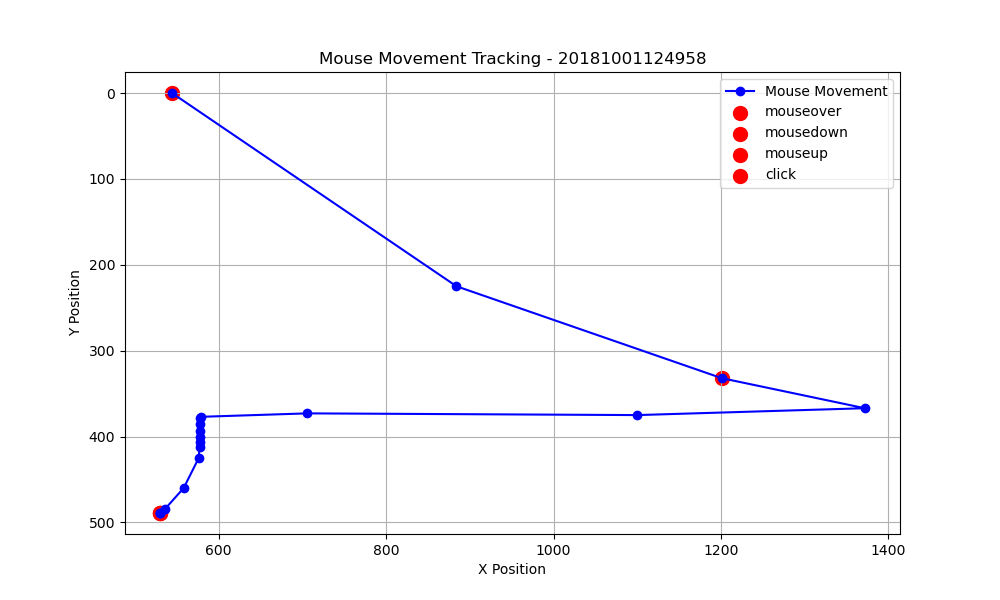 Mouse Movement Tracking - 20181001124958
Mouse Movement
mouseover
mousedown
mouseup
click
0
100
200
300
400
500
Y Position
600
800
1000
1200
1400
X Position